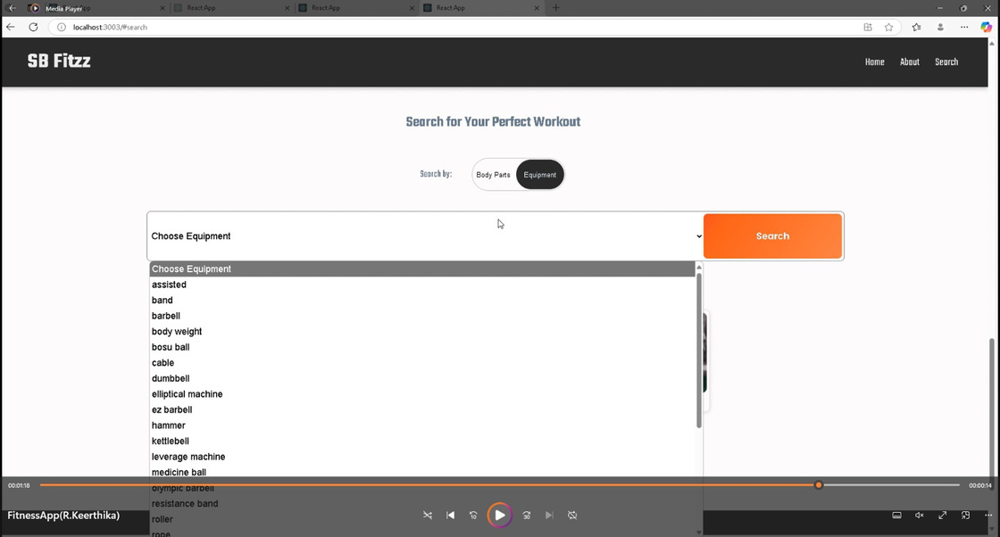 Media Player
App
React App
React App
React App
localhost:3003/#search
SB Fitzz
Home About Search
Search for Your Perfect Workout
Search by: Body Parts Equipment
Choose Equipment
Search
Choose Equipment
assisted
band
barbell
body weight
bosu ball
cable
dumbbell
elliptical machine
ez barbell
hammer
kettlebell
leverage machine
medicine ball
olympic barbell
00:01:18 00:00:14
resistance band
FitnessApp(R.Keerthika)
10 30
roller
rope